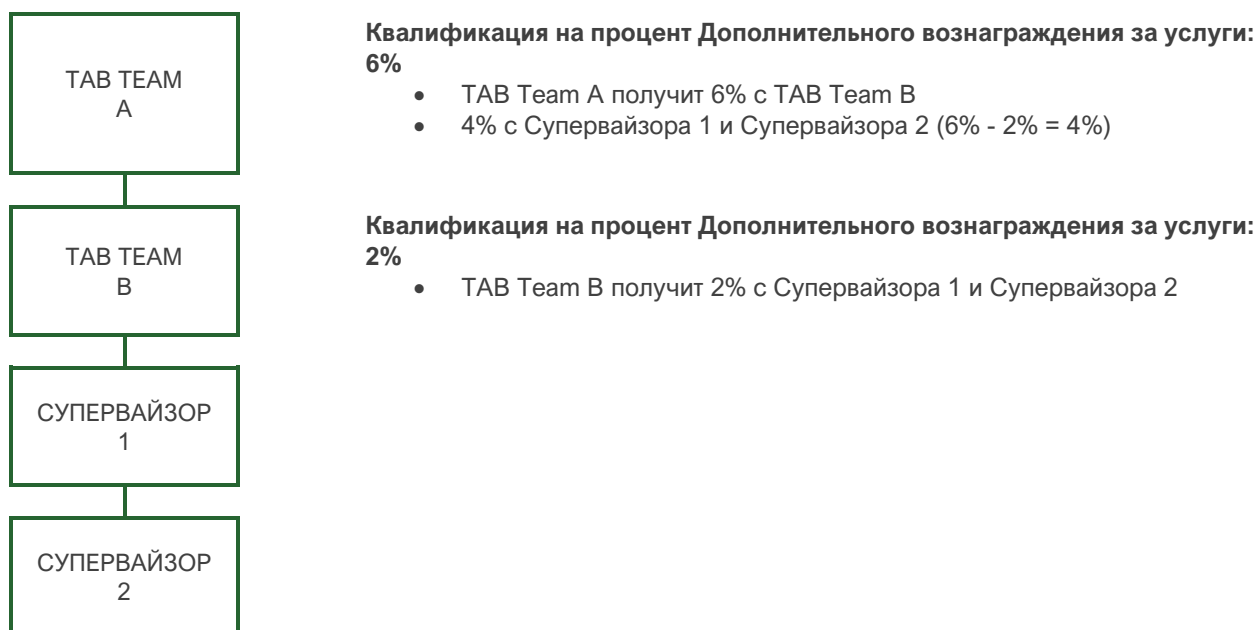 TAB TEAM
A
Квалификация на процент Дополнительного вознаграждения за услуги:
6%
• TAB Team A получит 6% с TAB Team B
• 4% с Супервайзора 1 и Супервайзора 2 (6% - 2% = 4%)
TAB TEAM
B
Квалификация на процент Дополнительного вознаграждения за услуги:
2%
• TAB Team B получит 2% с Супервайзора 1 и Супервайзора 2
СУПЕРВАЙЗОР
1
СУПЕРВАЙЗОР
2